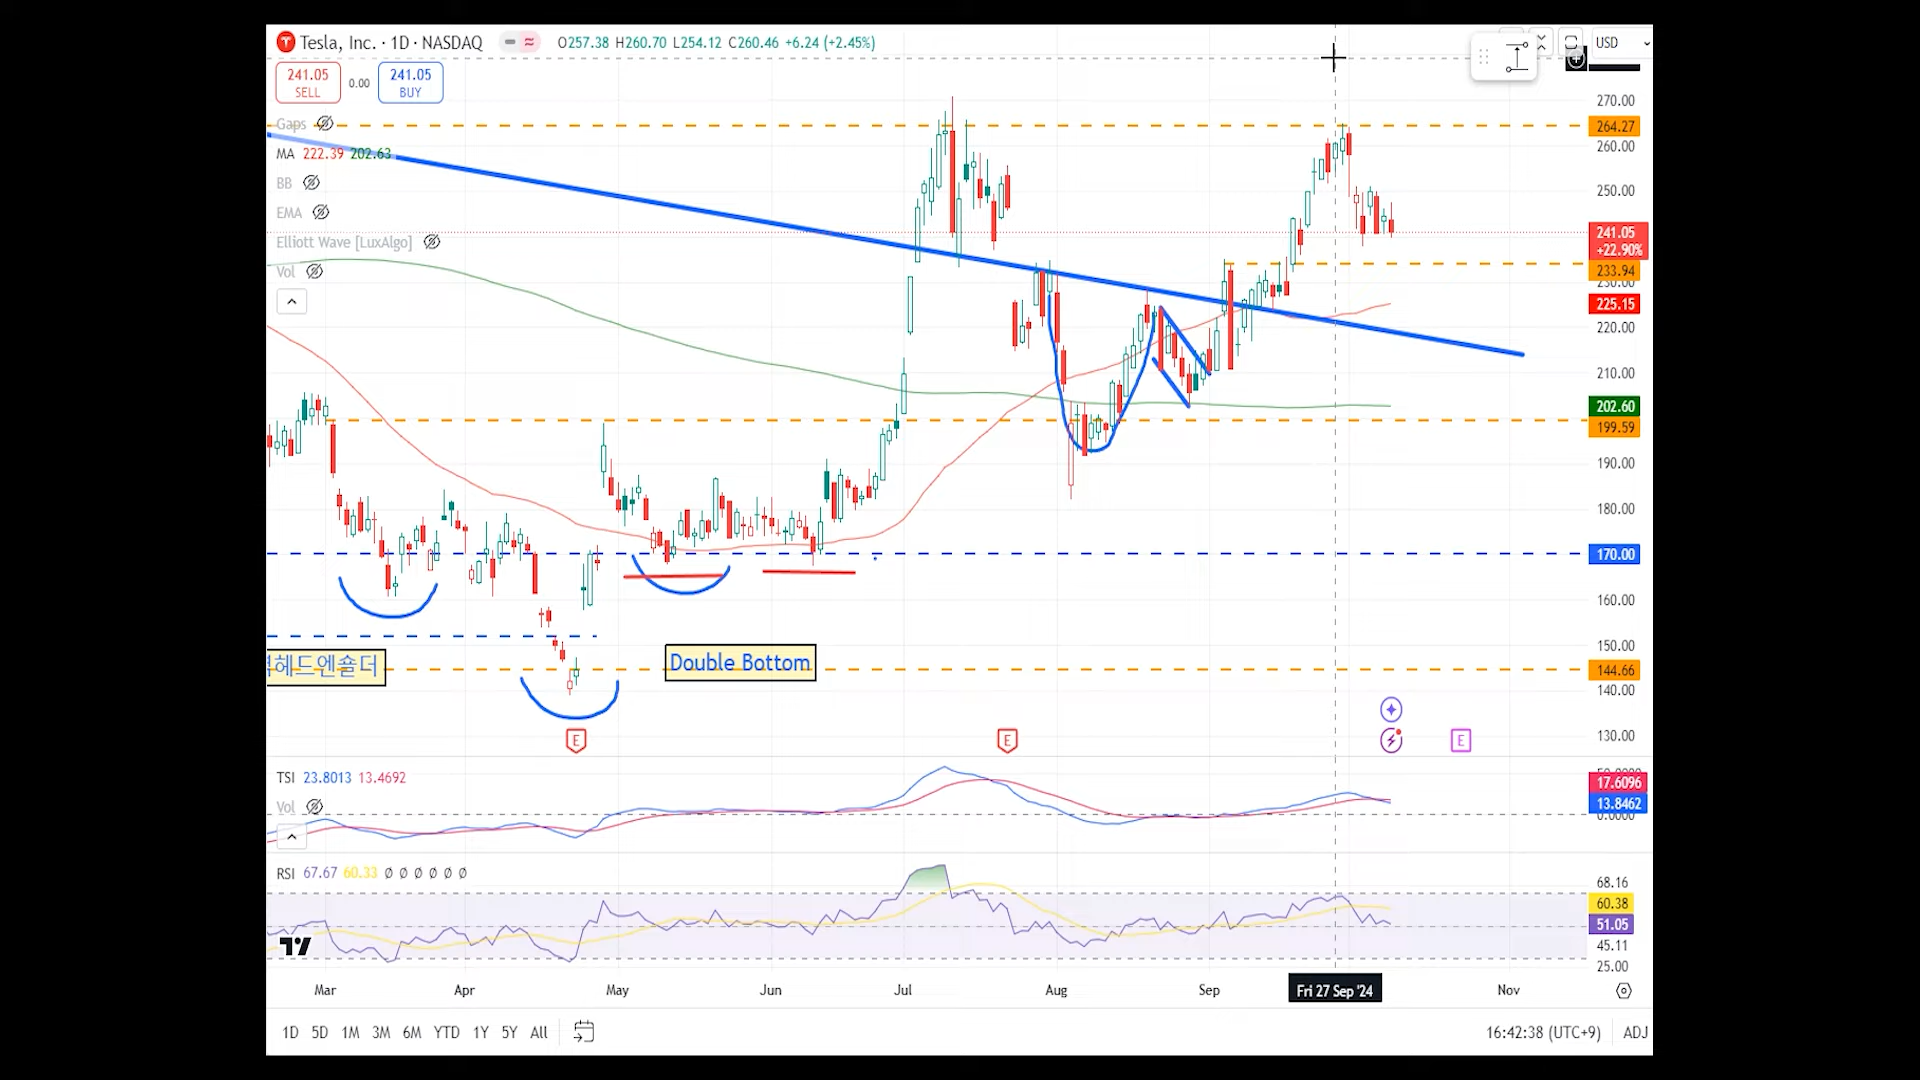 Tesla, Inc. · 1D · NASDAQ O257.38 H260.70 L254.12 C260.46 +6.24 (+2.45%) USD
241.05 SELL 0.00 241.05 BUY
Gaps
MA 222.39 202.63
BB
EMA
Elliott Wave [LuxAlgo]
Vol
270.00
264.27
260.00
250.00
241.05
+22.90%
233.94
230.00
225.15
220.00
210.00
202.60
199.59
190.00
180.00
170.00
160.00
150.00
144.66
140.00
130.00
헤드엔숄더
Double Bottom
E E E
TSI 23.8013 13.4692
Vol
17.6096
13.8462
0.0000
RSI 67.67 60.33 Ø Ø Ø Ø Ø Ø
68.16
60.38
51.05
45.11
25.00
Mar Apr May Jun Jul Aug Sep Fri 27 Sep '24 Nov
1D 5D 1M 3M 6M YTD 1Y 5Y All 16:42:38 (UTC+9) ADJ